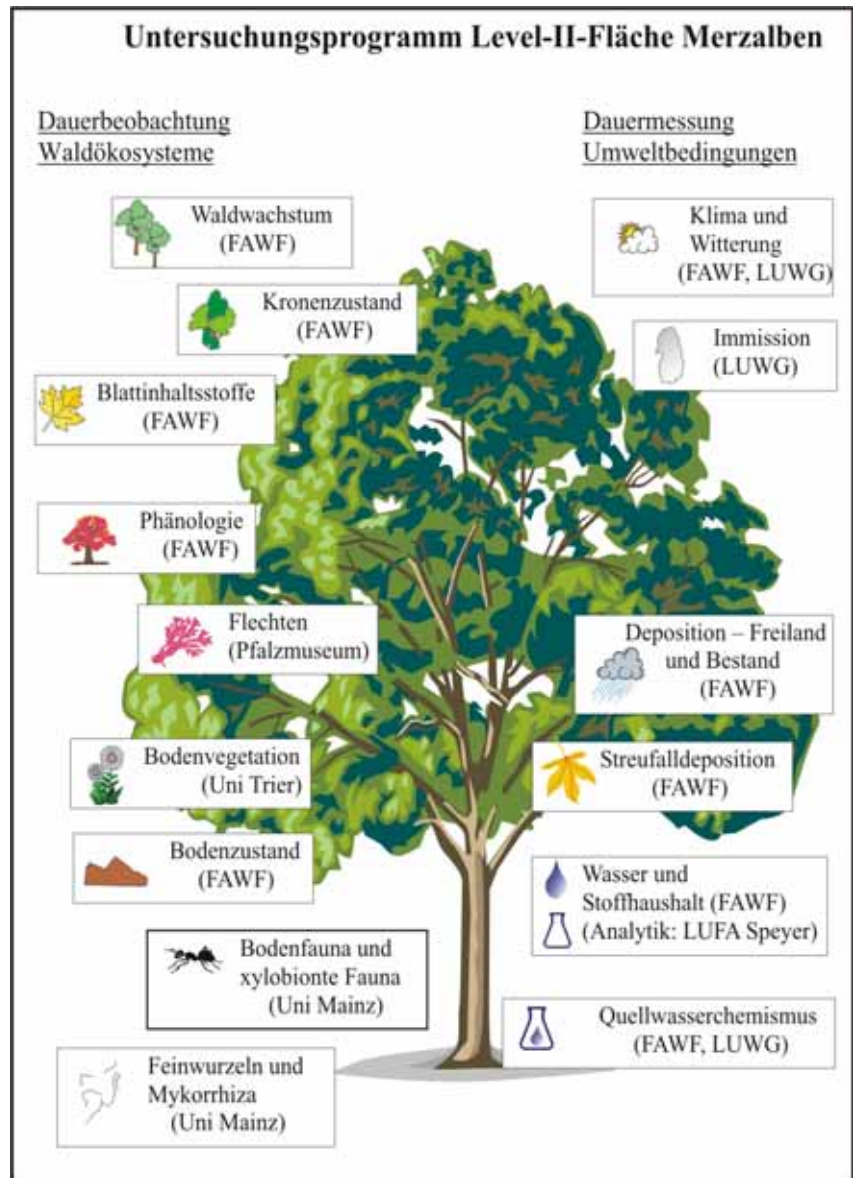 Untersuchungsprogramm Level-II-Fläche Merzalben
Dauerbeobachtung
Waldökosysteme
Waldwachstum
(FAWF)
Kronenzustand
(FAWF)
Blattinhaltsstoffe
(FAWF)
Phänologie
(FAWF)
Flechten
(Pfalzmuseum)
Bodenvegetation
(Uni Trier)
Bodenzustand
(FAWF)
Bodenfauna und
xylobionte Fauna
(Uni Mainz)
Feinwurzeln und
Mykorrhiza
(Uni Mainz)
Dauermessung
Umweltbedingungen
Klima und
Witterung
(FAWF, LUWG)
Immission
(LUWG)
Deposition – Freiland
und Bestand
(FAWF)
Streufalldeposition
(FAWF)
Wasser und
Stoffhaushalt (FAWF)
(Analytik: LUFA Speyer)
Quellwasserchemismus
(FAWF, LUWG)